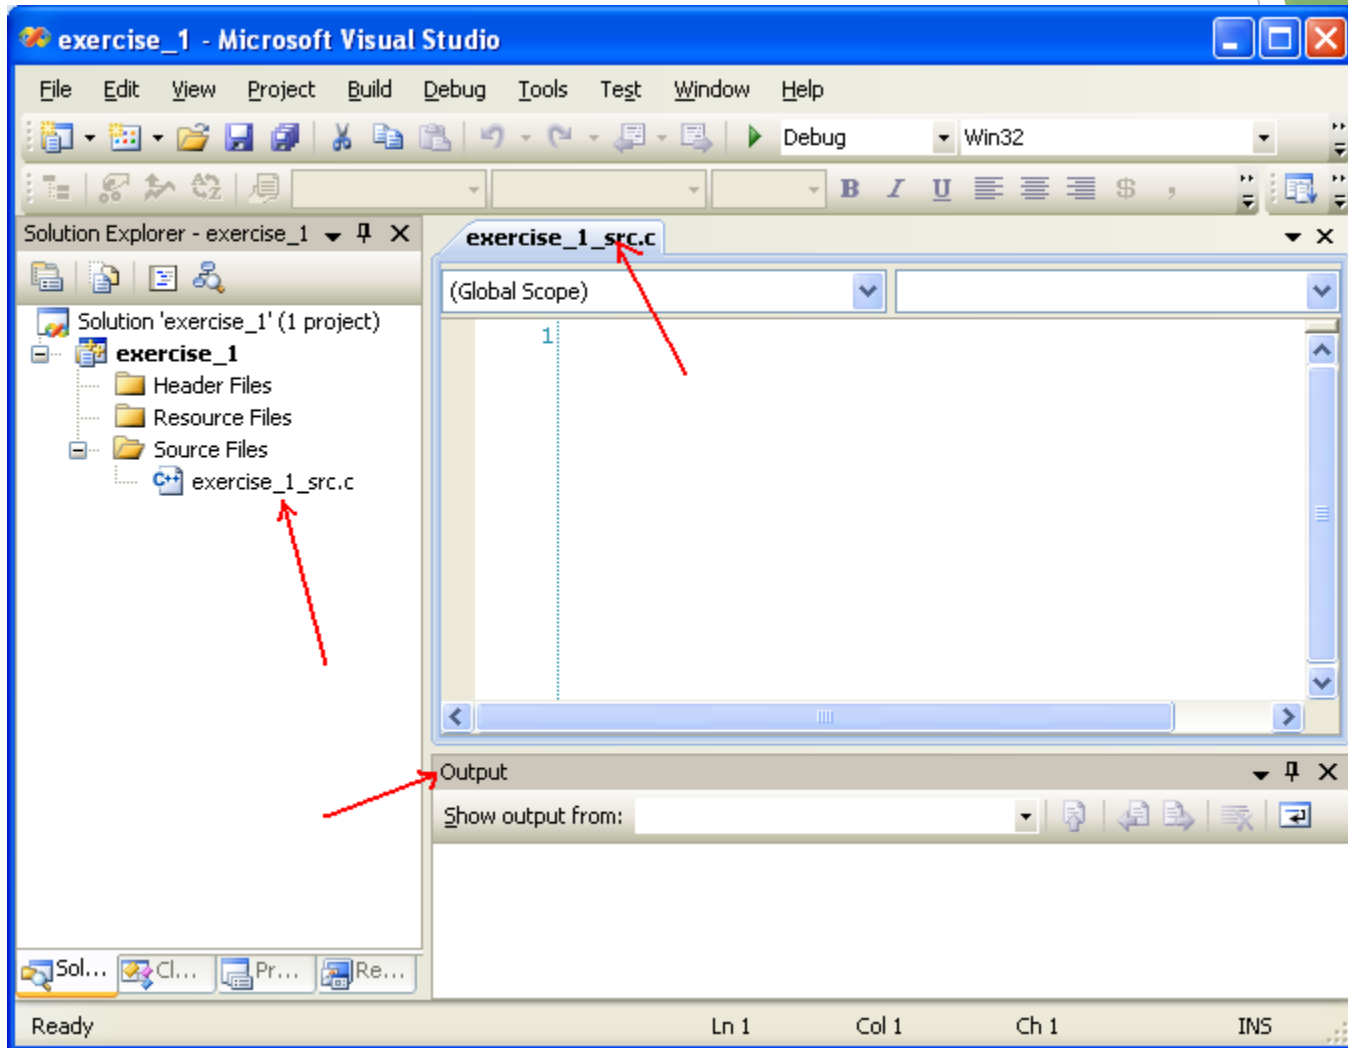 exercise_1 - Microsoft Visual Studio
File Edit View Project Build Debug Tools Test Window Help
Debug Win32
B I U $ ,
Solution Explorer - exercise_1
Solution 'exercise_1' (1 project)
exercise_1
Header Files
Resource Files
Source Files
exercise_1_src.c
Sol... Cl... Pr... Re...
exercise_1_src.c
(Global Scope)
1
Output
Show output from:
Ready Ln 1 Col 1 Ch 1 INS